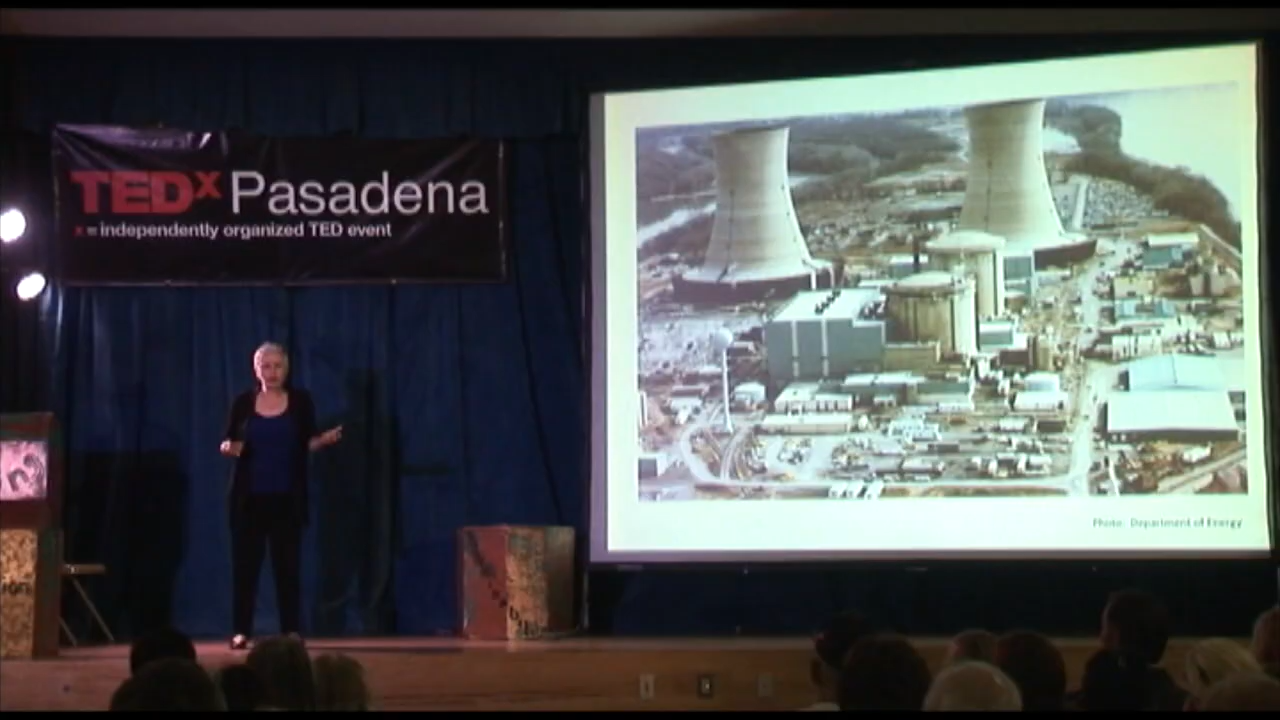 TEDx Pasadena
x = independently organized TED event
Photo: Department of Energy